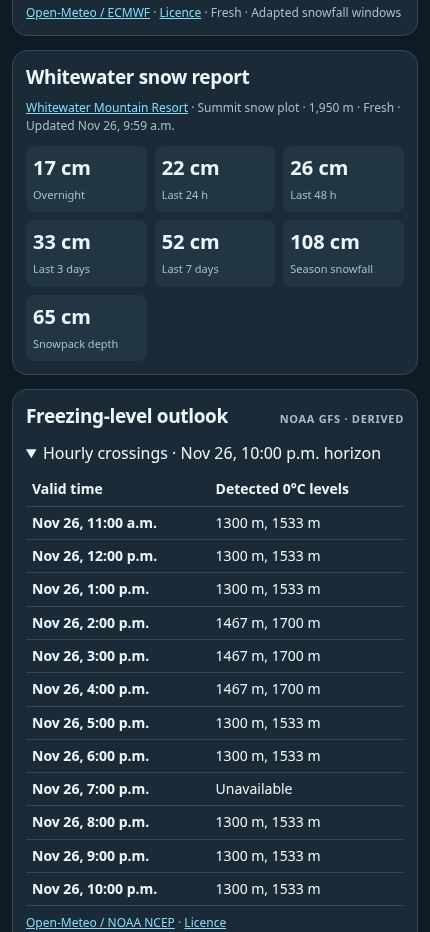 Open-Meteo / ECMWF · Licence · Fresh · Adapted snowfall windows
Whitewater snow report
Whitewater Mountain Resort · Summit snow plot · 1,950 m · Fresh ·
Updated Nov 26, 9:59 a.m.
17 cm
Overnight
22 cm
Last 24 h
26 cm
Last 48 h
33 cm
Last 3 days
52 cm
Last 7 days
108 cm
Season snowfall
65 cm
Snowpack depth
Freezing-level outlook
NOAA GFS · DERIVED
▼ Hourly crossings · Nov 26, 10:00 p.m. horizon
Valid time Detected 0°C levels
Nov 26, 11:00 a.m. 1300 m, 1533 m
Nov 26, 12:00 p.m. 1300 m, 1533 m
Nov 26, 1:00 p.m. 1300 m, 1533 m
Nov 26, 2:00 p.m. 1467 m, 1700 m
Nov 26, 3:00 p.m. 1467 m, 1700 m
Nov 26, 4:00 p.m. 1467 m, 1700 m
Nov 26, 5:00 p.m. 1300 m, 1533 m
Nov 26, 6:00 p.m. 1300 m, 1533 m
Nov 26, 7:00 p.m. Unavailable
Nov 26, 8:00 p.m. 1300 m, 1533 m
Nov 26, 9:00 p.m. 1300 m, 1533 m
Nov 26, 10:00 p.m. 1300 m, 1533 m
Open-Meteo / NOAA NCEP · Licence